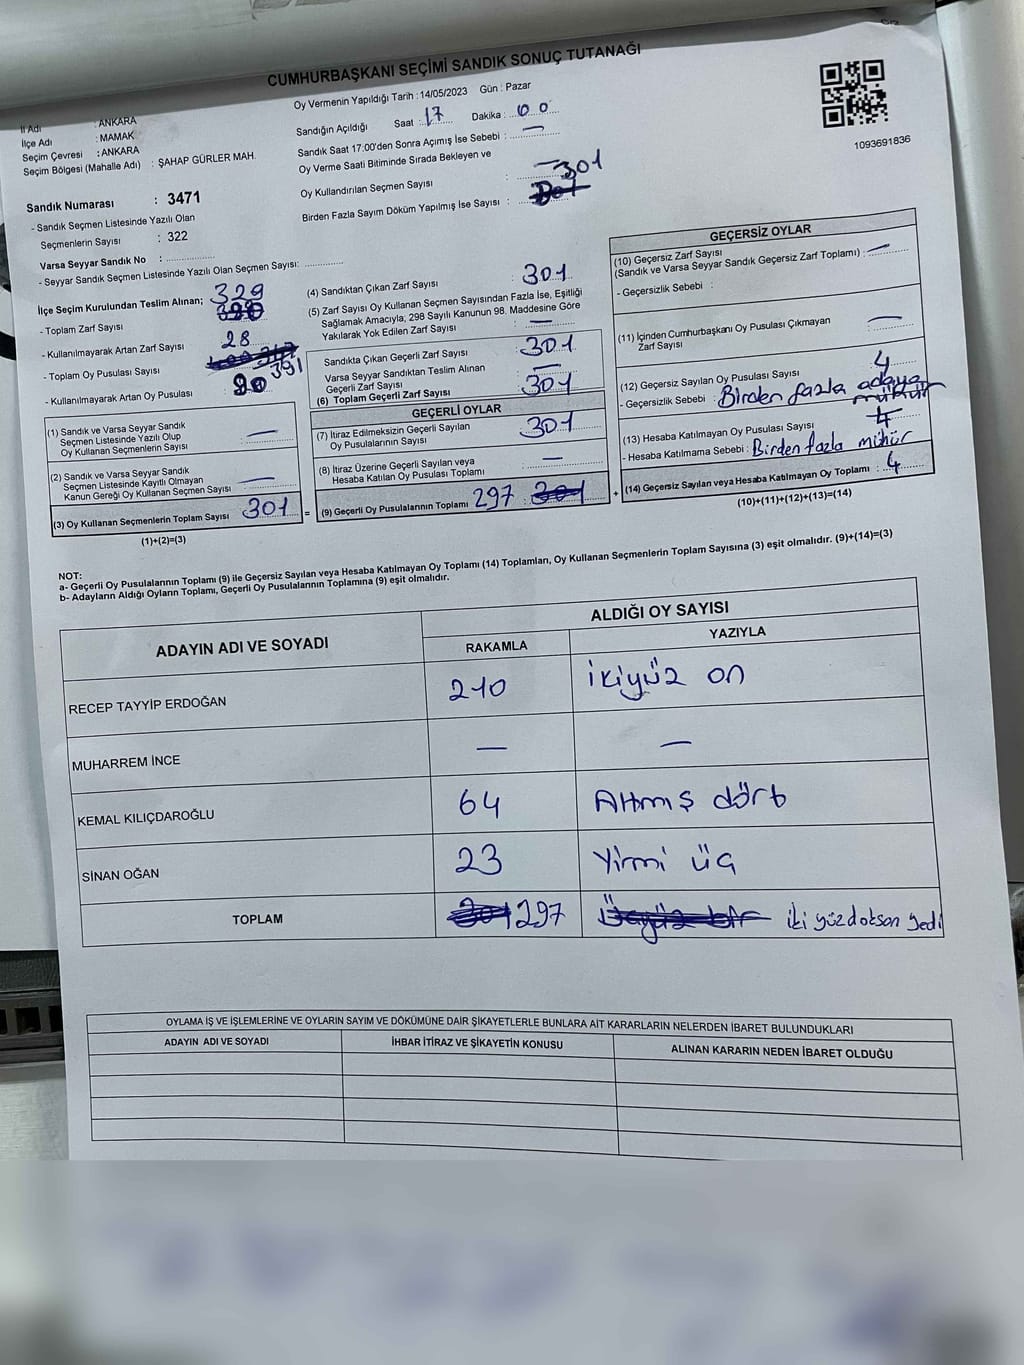 CUMHURBAŞKANI SEÇİMİ SANDIK SONUÇ TUTANAĞI
Oy Vermenin Yapıldığı Tarih : 14/05/2023 Gün : Pazar
İl Adı : ANKARA
İlçe Adı : MAMAK
Seçim Çevresi : ANKARA
Seçim Bölgesi (Mahalle Adı) : ŞAHAP GÜRLER MAH.
Sandığın Açıldığı Saat : 17 Dakika : 00
Sandık Saat 17:00'den Sonra Açımış İse Sebebi : —
Oy Verme Saati Bitiminde Sırada Bekleyen ve
Oy Kullandırılan Seçmen Sayısı : — 301
Birden Fazla Sayım Döküm Yapılmış İse Sayısı :
1093691836
Sandık Numarası : 3471
- Sandık Seçmen Listesinde Yazılı Olan
Seçmenlerin Sayısı : 322
Varsa Seyyar Sandık No :
- Seyyar Sandık Seçmen Listesinde Yazılı Olan Seçmen Sayısı:
İlçe Seçim Kurulundan Teslim Alınan; 329
- Toplam Zarf Sayısı
- Kullanılmayarak Artan Zarf Sayısı 28
- Toplam Oy Pusulası Sayısı 391
- Kullanılmayarak Artan Oy Pusulası 90
(1) Sandık ve Varsa Seyyar Sandık
Seçmen Listesinde Yazılı Olup
Oy Kullanan Seçmenlerin Sayısı —
(2) Sandık ve Varsa Seyyar Sandık
Seçmen Listesinde Kayıtlı Olmayan
Kanun Gereği Oy Kullanan Seçmen Sayısı —
(3) Oy Kullanan Seçmenlerin Toplam Sayısı 301 =
(1)+(2)=(3)
(4) Sandıktan Çıkan Zarf Sayısı : 301
(5) Zarf Sayısı Oy Kullanan Seçmen Sayısından Fazla İse, Eşitliği
Sağlamak Amacıyla; 298 Sayılı Kanunun 98. Maddesine Göre
Yakılarak Yok Edilen Zarf Sayısı : —
Sandıkta Çıkan Geçerli Zarf Sayısı : 301
Varsa Seyyar Sandıktan Teslim Alınan
Geçerli Zarf Sayısı : —
(6) Toplam Geçerli Zarf Sayısı : 301
GEÇERLİ OYLAR
(7) İtiraz Edilmeksizin Geçerli Sayılan
Oy Pusulalarının Sayısı : 301
(8) İtiraz Üzerine Geçerli Sayılan veya
Hesaba Katılan Oy Pusulası Toplamı : —
(9) Geçerli Oy Pusulalarının Toplamı 297 : 301 +
GEÇERSİZ OYLAR
(10) Geçersiz Zarf Sayısı
(Sandık ve Varsa Seyyar Sandık Geçersiz Zarf Toplamı) : —
- Geçersizlik Sebebi :
(11) İçinden Cumhurbaşkanı Oy Pusulası Çıkmayan
Zarf Sayısı : —
(12) Geçersiz Sayılan Oy Pusulası Sayısı : 4
- Geçersizlik Sebebi : Birden fazla adaya mühür
(13) Hesaba Katılmayan Oy Pusulası Sayısı : 4
- Hesaba Katılmama Sebebi : Birden fazla mühür
(14) Geçersiz Sayılan veya Hesaba Katılmayan Oy Toplamı : 4
(10)+(11)+(12)+(13)=(14)
NOT:
a- Geçerli Oy Pusulalarının Toplamı (9) ile Geçersiz Sayılan veya Hesaba Katılmayan Oy Toplamı (14) Toplamları, Oy Kullanan Seçmenlerin Toplam Sayısına (3) eşit olmalıdır. (9)+(14)=(3)
b- Adayların Aldığı Oyların Toplamı, Geçerli Oy Pusulalarının Toplamına (9) eşit olmalıdır.
ADAYIN ADI VE SOYADI ALDIĞI OY SAYISI
RAKAMLA YAZIYLA
RECEP TAYYİP ERDOĞAN 210 ikiyüz on
MUHARREM İNCE — —
KEMAL KILIÇDAROĞLU 64 Altmış dört
SİNAN OĞAN 23 Yirmi üç
TOPLAM 301 297 Üçyüz bir iki yüz doksan yedi
OYLAMA İŞ VE İŞLEMLERİNE VE OYLARIN SAYIM VE DÖKÜMÜNE DAİR ŞİKAYETLERLE BUNLARA AİT KARARLARIN NELERDEN İBARET BULUNDUKLARI
ADAYIN ADI VE SOYADI İHBAR İTİRAZ VE ŞİKAYETİN KONUSU ALINAN KARARIN NEDEN İBARET OLDUĞU